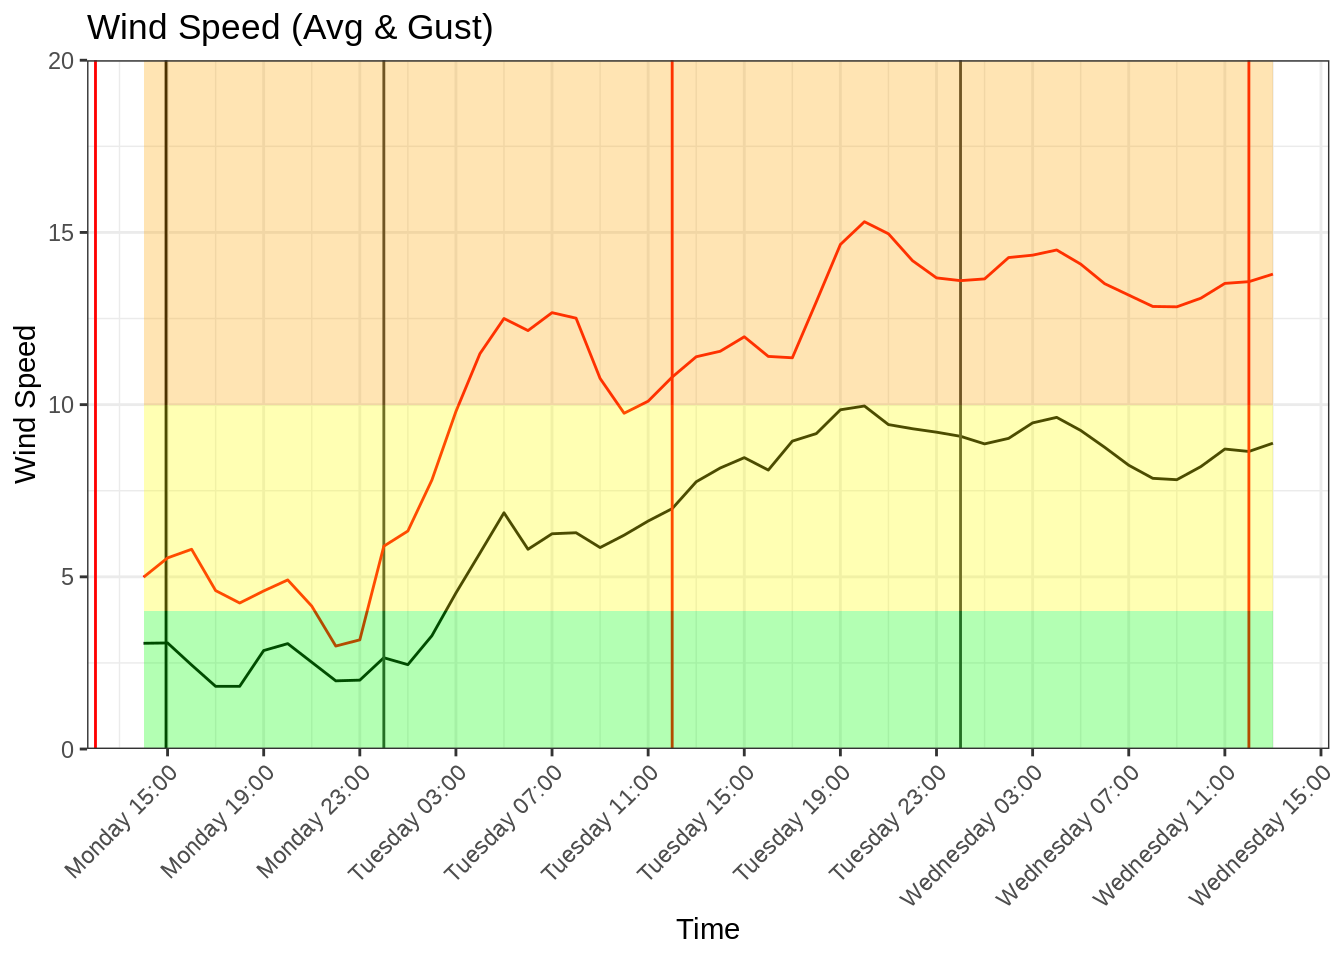 Wind Speed (Avg & Gust)
20
15
10
5
0
Wind Speed
Monday 15:00
Monday 19:00
Monday 23:00
Tuesday 03:00
Tuesday 07:00
Tuesday 11:00
Tuesday 15:00
Tuesday 19:00
Tuesday 23:00
Wednesday 03:00
Wednesday 07:00
Wednesday 11:00
Wednesday 15:00
Time